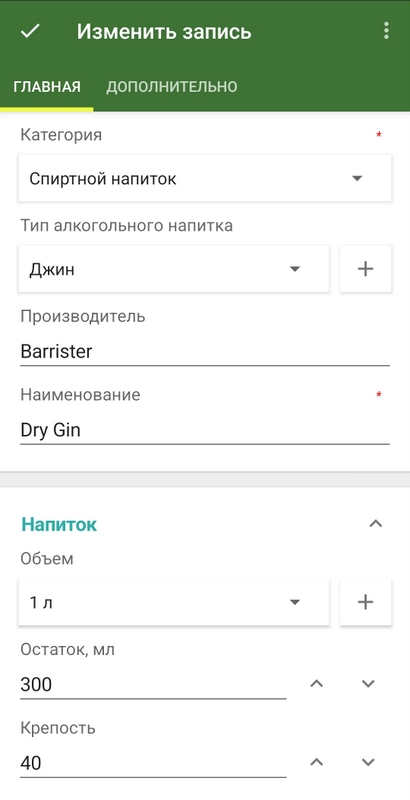 Изменить запись
ГЛАВНАЯ ДОПОЛНИТЕЛЬНО
Категория *
Спиртной напиток
Тип алкогольного напитка
Джин
Производитель
Barrister
Наименование *
Dry Gin
Напиток
Объем
1 л
Остаток, мл
300
Крепость
40